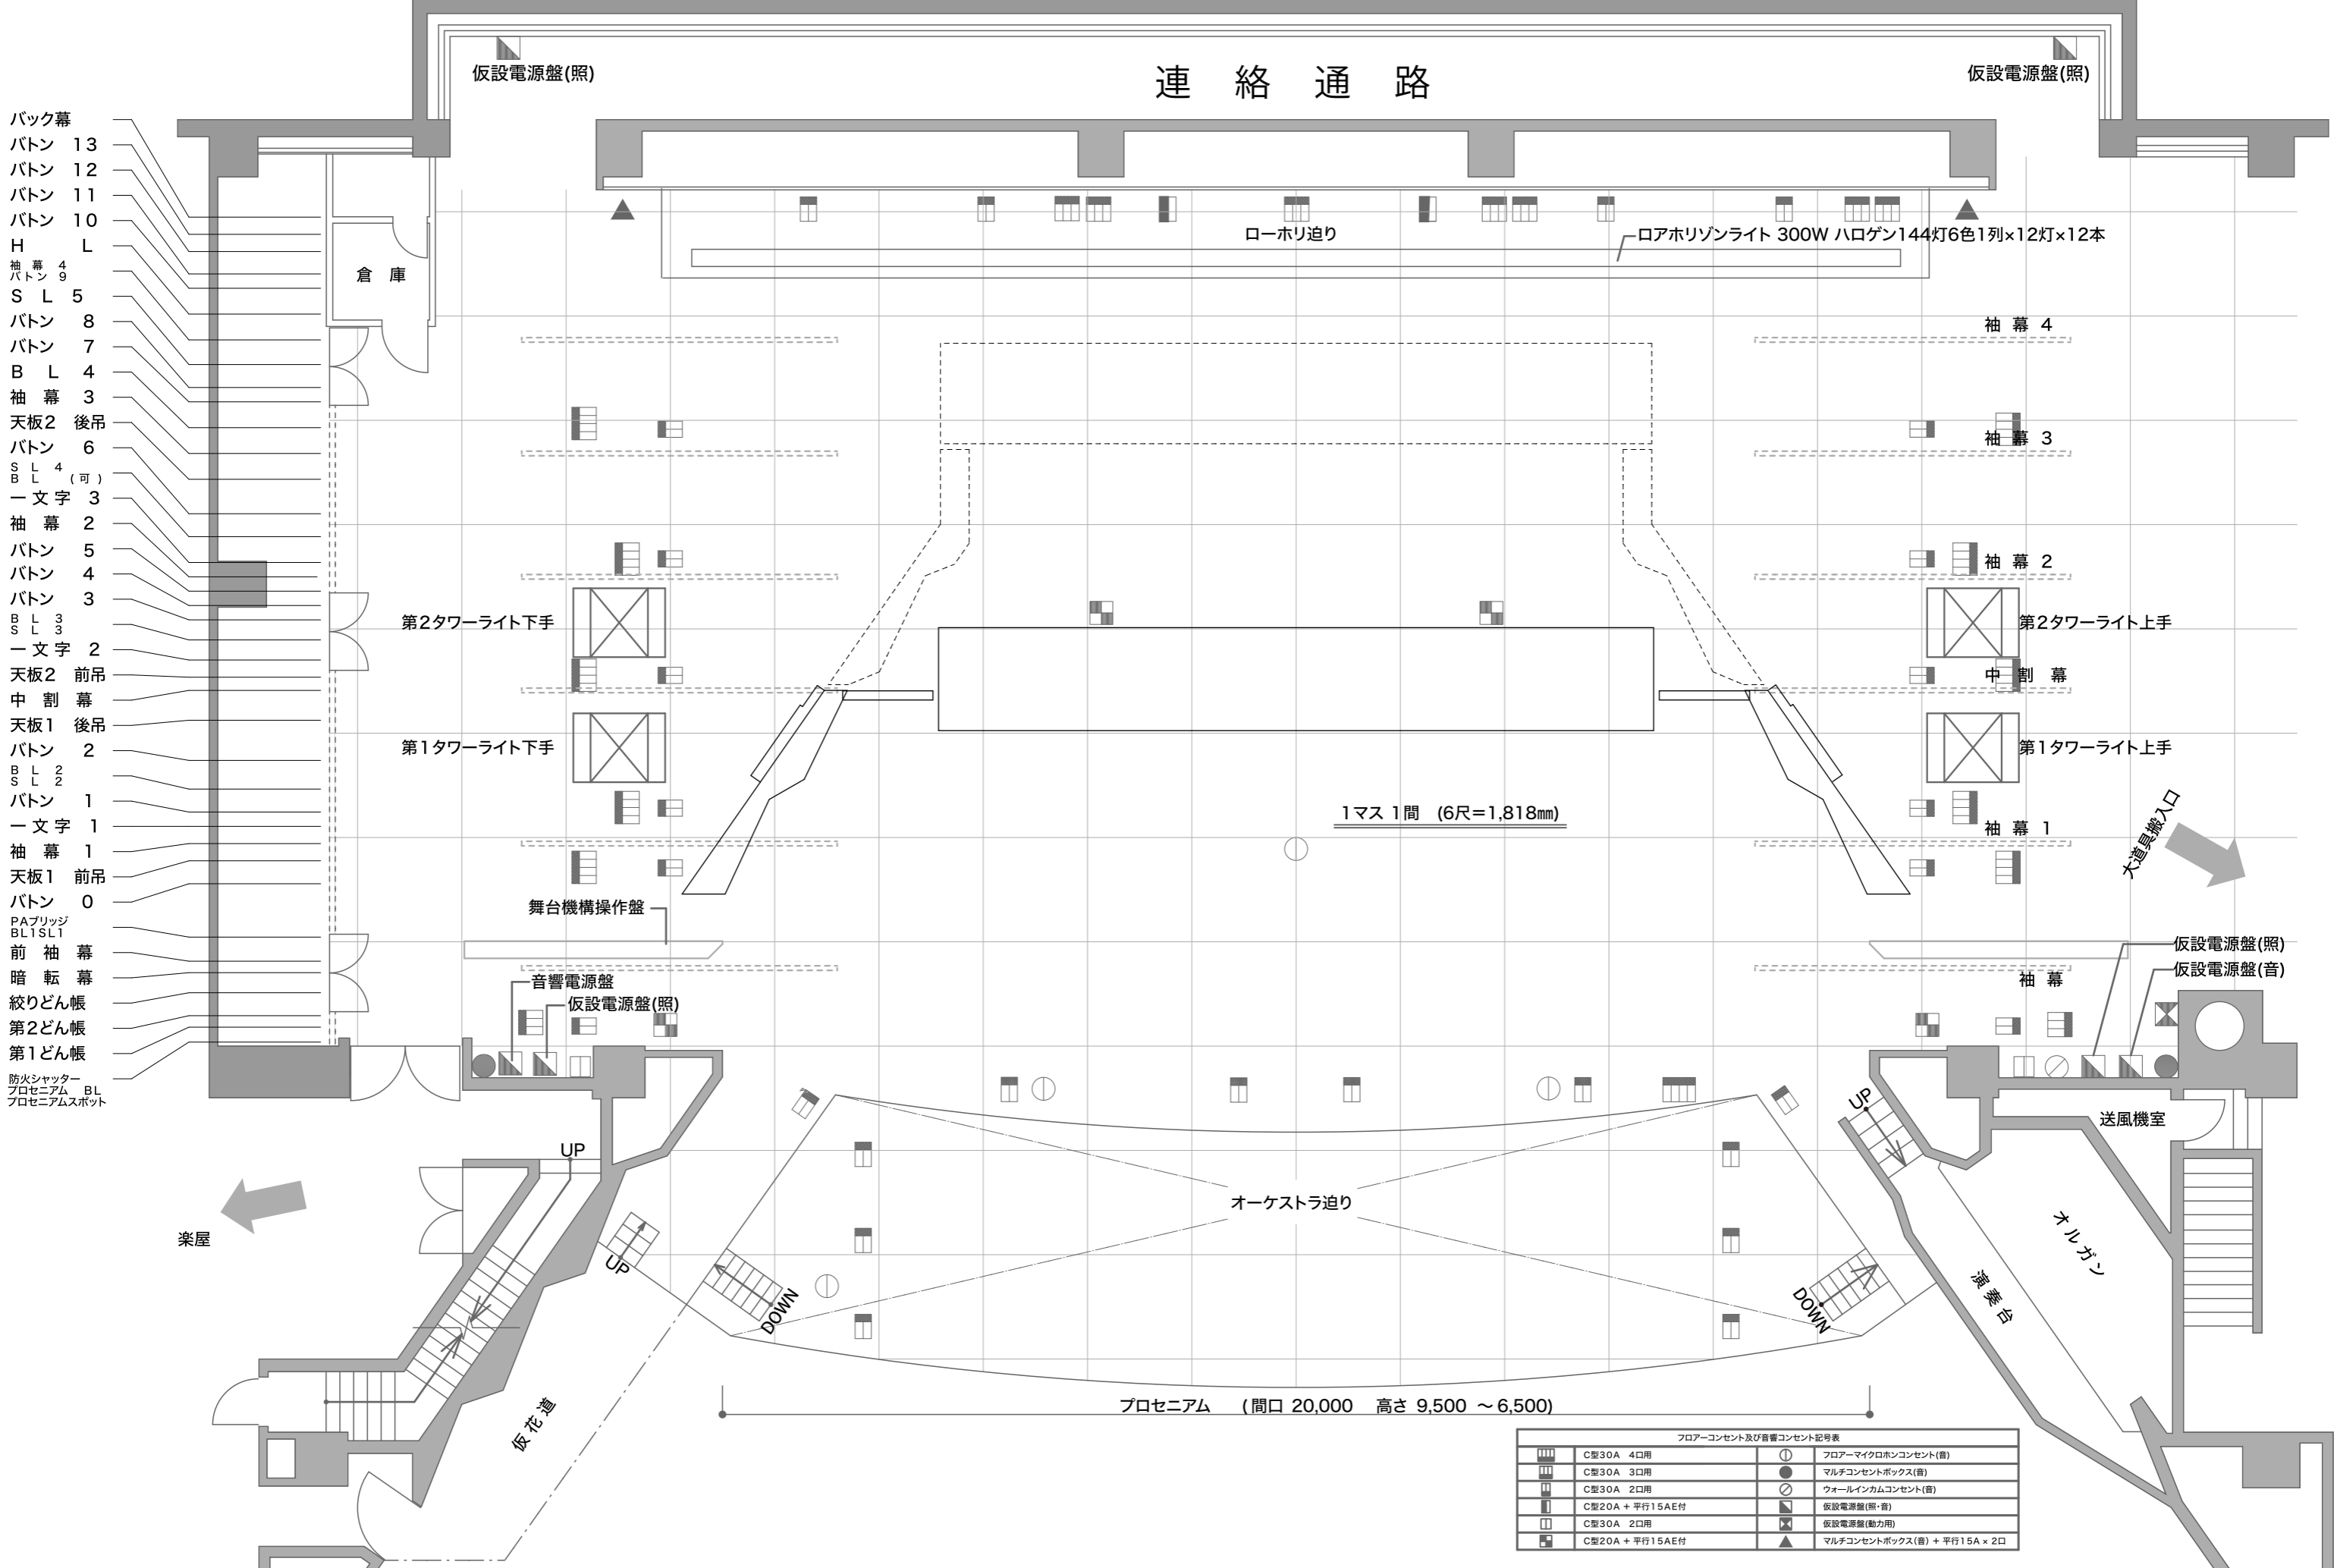 仮設電源盤(照)
連 絡 通 路
仮設電源盤(照)
バック幕
バトン 13
バトン 12
バトン 11
バトン 10
H L
袖 幕 4
バトン 9
S L 5
バトン 8
バトン 7
B L 4
袖 幕 3
天板2 後吊
バトン 6
S L 4
B L (可)
一 文 字 3
袖 幕 2
バトン 5
バトン 4
バトン 3
B L 3
S L 3
一 文 字 2
天板2 前吊
中 割 幕
天板1 後吊
バトン 2
B L 2
S L 2
バトン 1
一 文 字 1
袖 幕 1
天板1 前吊
バトン 0
PAブリッジ
BL1SL1
前 袖 幕
暗 転 幕
絞りどん帳
第2どん帳
第1どん帳
防火シャッター
プロセニアム BL
プロセニアムスポット
倉 庫
ローホリ迫り
ロアホリゾンライト 300W ハロゲン144灯6色1列×12灯×12本
袖 幕 4
袖 幕 3
袖 幕 2
第2タワーライト下手
第2タワーライト上手
中 割 幕
第1タワーライト下手
第1タワーライト上手
1マス 1間 (6尺=1,818㎜)
袖 幕 1
大道具搬入口
舞台機構操作盤
音響電源盤
仮設電源盤(照)
仮設電源盤(照)
仮設電源盤(音)
袖 幕
送風機室
UP
UP
UP
DOWN
DOWN
オーケストラ迫り
楽屋
オルガン
演奏台
仮花道
プロセニアム (間口 20,000 高さ 9,500 ～6,500)
フロアーコンセント及び音響コンセント記号表
C型30A 4口用 フロアーマイクロホンコンセント(音)
C型30A 3口用 マルチコンセントボックス(音)
C型30A 2口用 ウォールインカムコンセント(音)
C型20A + 平行15AE付 仮設電源盤(照・音)
C型30A 2口用 仮設電源盤(動力用)
C型20A + 平行15AE付 マルチコンセントボックス(音) + 平行15A × 2口